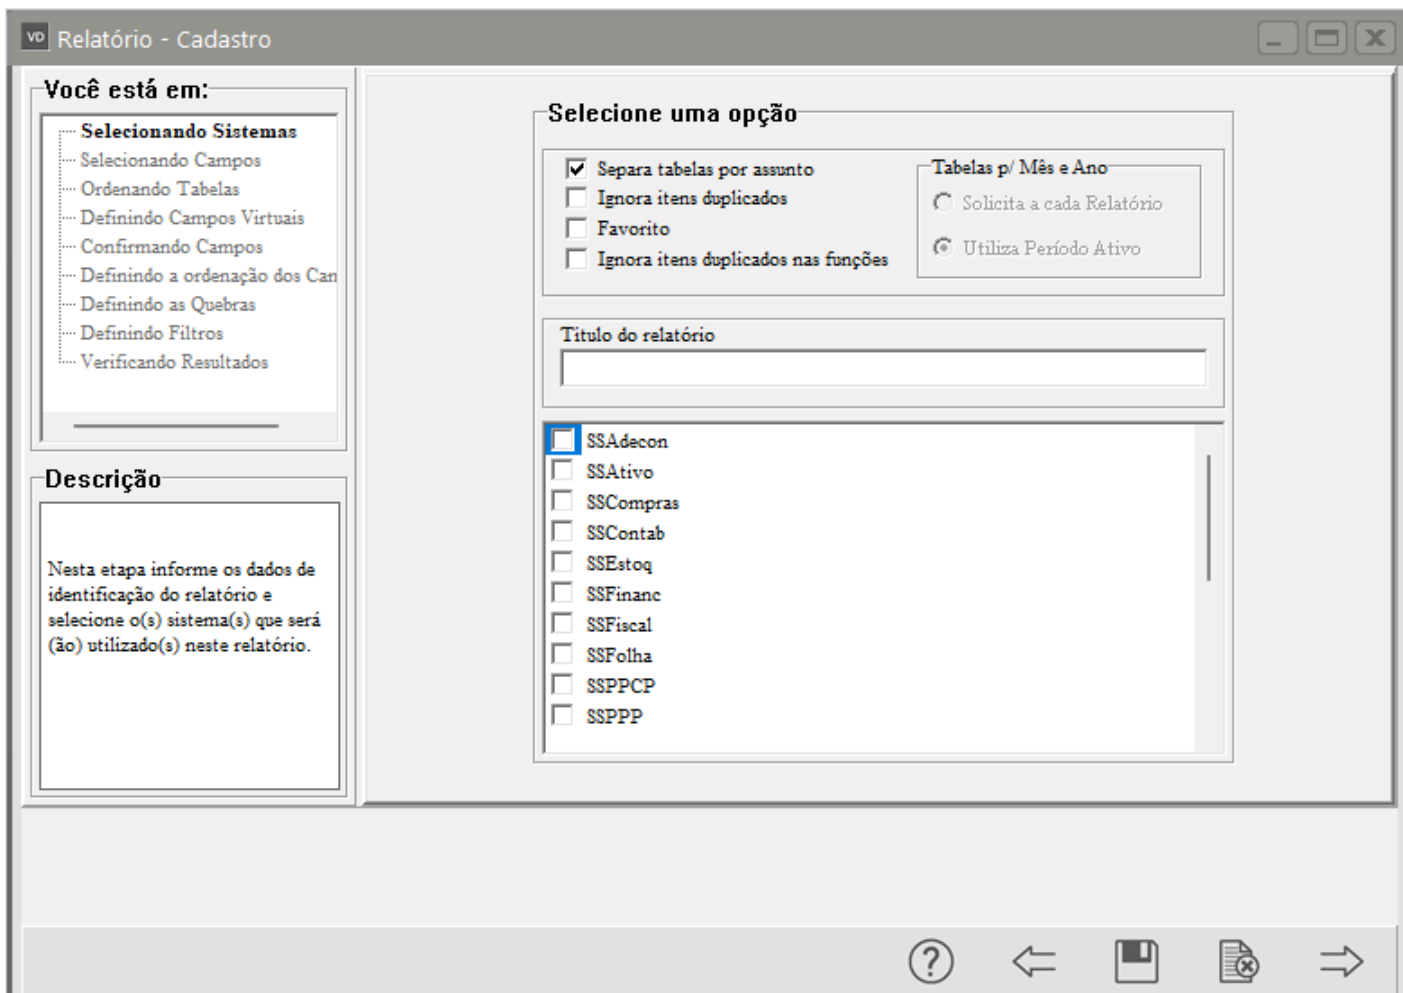 VD Relatório - Cadastro
Você está em:
Selecionando Sistemas
Selecionando Campos
Ordenando Tabelas
Definindo Campos Virtuais
Confirmando Campos
Definindo a ordenação dos Can
Definindo as Quebras
Definindo Filtros
Verificando Resultados
Descrição
Nesta etapa informe os dados de
identificação do relatório e
selecione o(s) sistema(s) que será
(ão) utilizado(s) neste relatório.
Selecione uma opção
Separa tabelas por assunto
Ignora itens duplicados
Favorito
Ignora itens duplicados nas funções
Tabelas p/ Mês e Ano
Solicita a cada Relatório
Utiliza Período Ativo
Título do relatório
SSAdecon
SSAtivo
SSCompras
SSContab
SSEstoq
SSFinanc
SSFiscal
SSFolha
SSPPCP
SSPPP